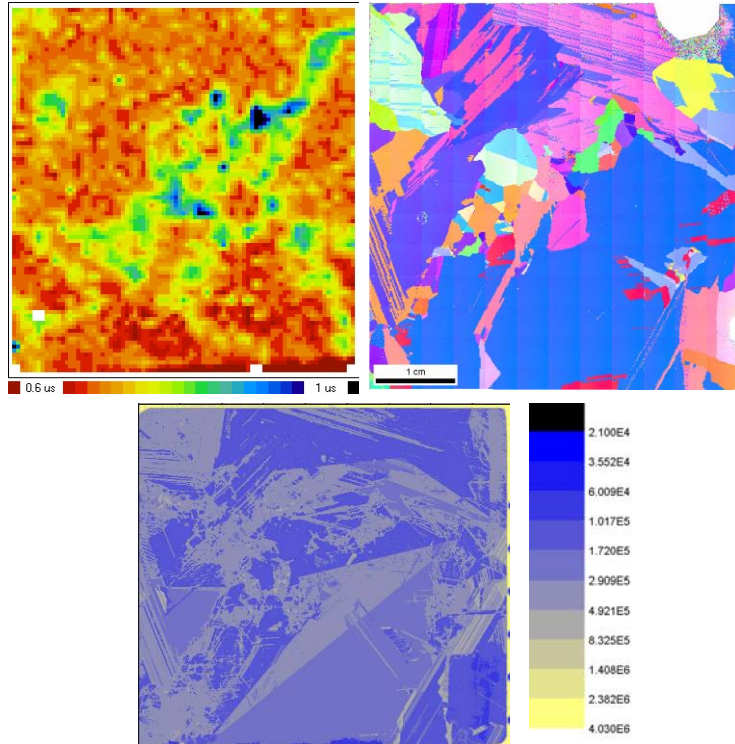 0.6 us
1 us
1 cm
2.100E4
3.552E4
6.009E4
1.017E5
1.720E5
2.909E5
4.921E5
8.325E5
1.408E6
2.382E6
4.030E6